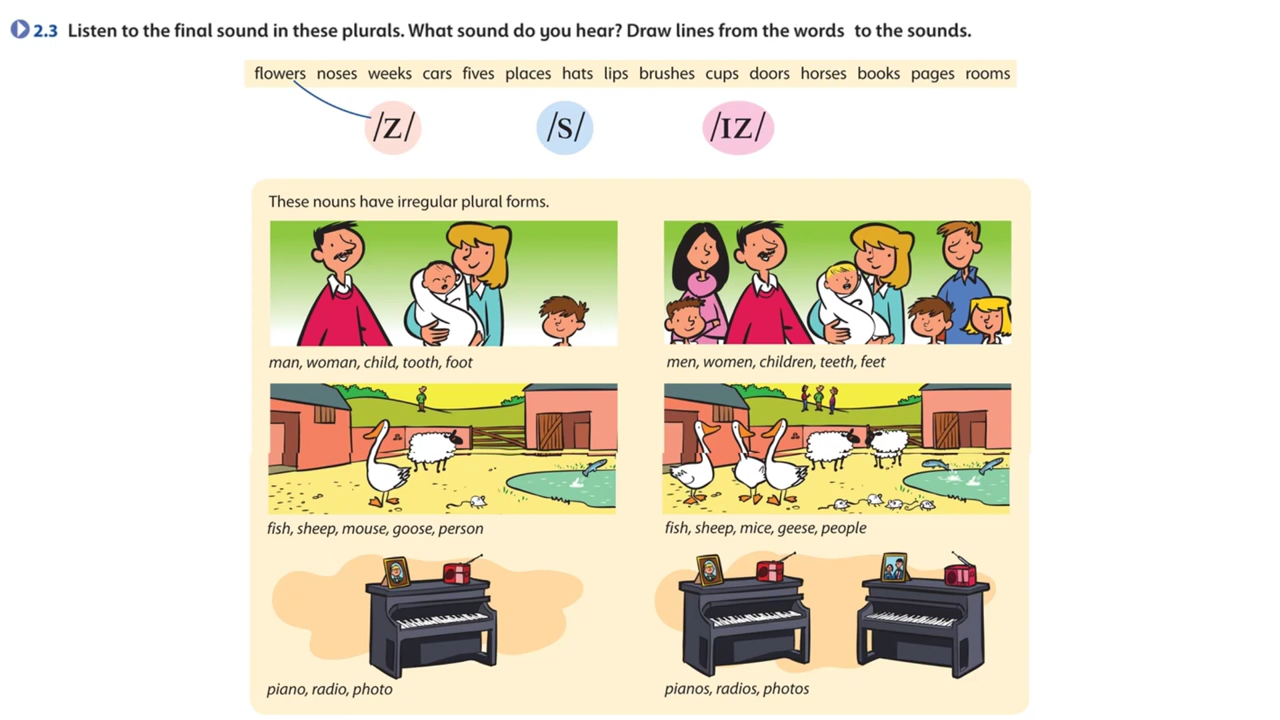 2.3 Listen to the final sound in these plurals. What sound do you hear? Draw lines from the words to the sounds.
flowers noses weeks cars fives places hats lips brushes cups doors horses books pages rooms
/Z/ /S/ /IZ/
These nouns have irregular plural forms.
man, woman, child, tooth, foot
men, women, children, teeth, feet
fish, sheep, mouse, goose, person
fish, sheep, mice, geese, people
piano, radio, photo
pianos, radios, photos